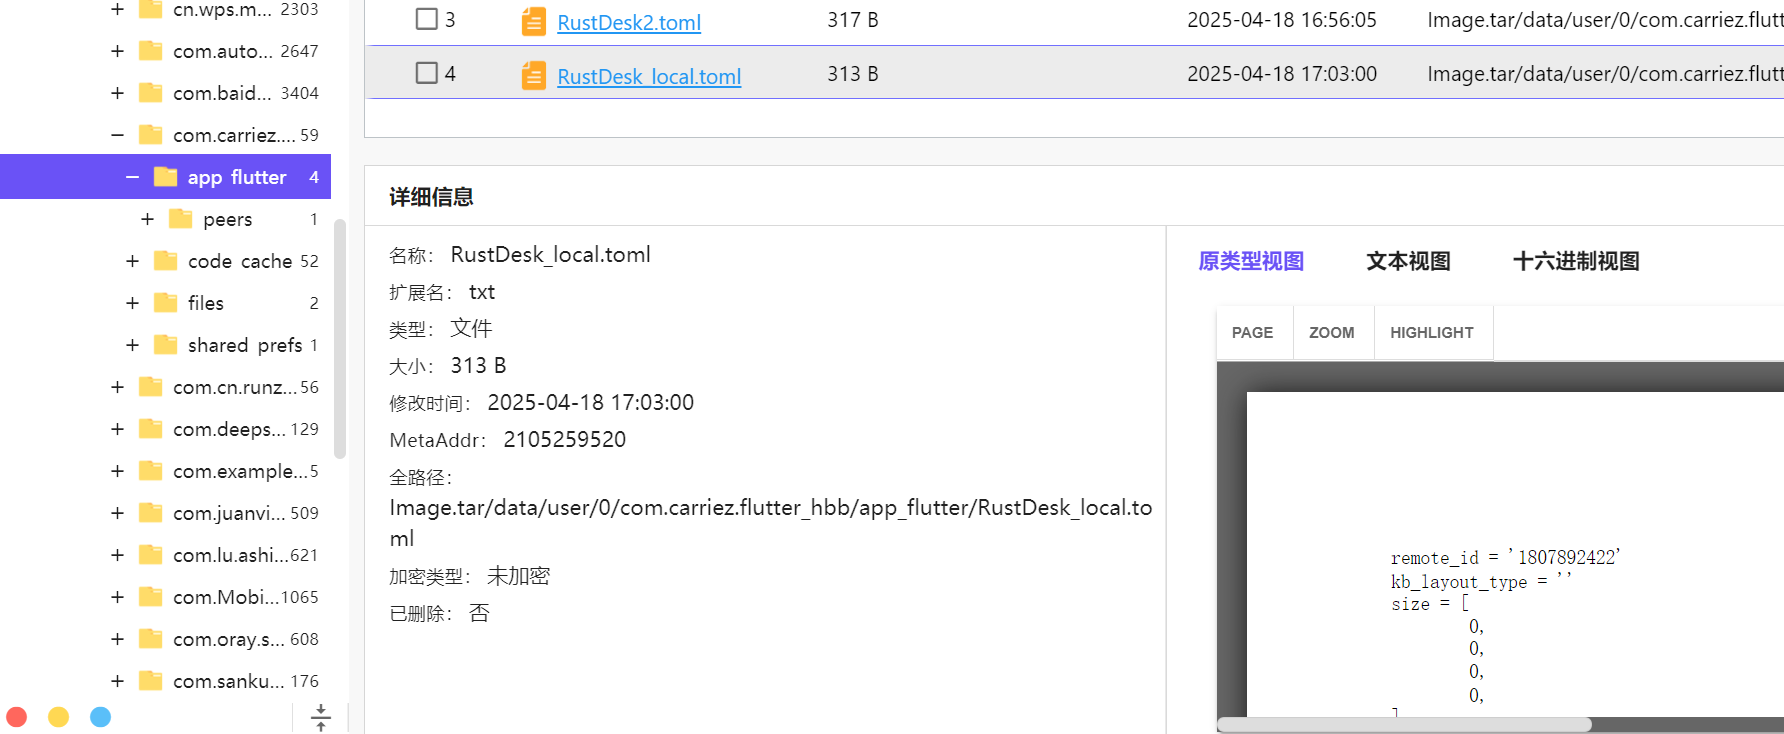 cn.wps.m... 2303
com.auto... 2647
com.baid... 3404
com.carriez.... 59
app flutter 4
peers 1
code cache 52
files 2
shared prefs 1
com.cn.runz... 56
com.deeps... 129
com.example... 5
com.juanvi... 509
com.lu.ashi... 621
com.Mobi... 1065
com.oray.s... 608
com.sanku... 176
3 RustDesk2.toml 317 B 2025-04-18 16:56:05 Image.tar/data/user/0/com.carriez.flutt
4 RustDesk_local.toml 313 B 2025-04-18 17:03:00 Image.tar/data/user/0/com.carriez.flutt
详细信息
名称： RustDesk_local.toml
扩展名： txt
类型： 文件
大小： 313 B
修改时间： 2025-04-18 17:03:00
MetaAddr： 2105259520
全路径：
Image.tar/data/user/0/com.carriez.flutter_hbb/app_flutter/RustDesk_local.to
ml
加密类型： 未加密
已删除： 否
原类型视图 文本视图 十六进制视图
PAGE ZOOM HIGHLIGHT
remote_id = '1807892422'
kb_layout_type = ''
size = [
0,
0,
0,
0,
]